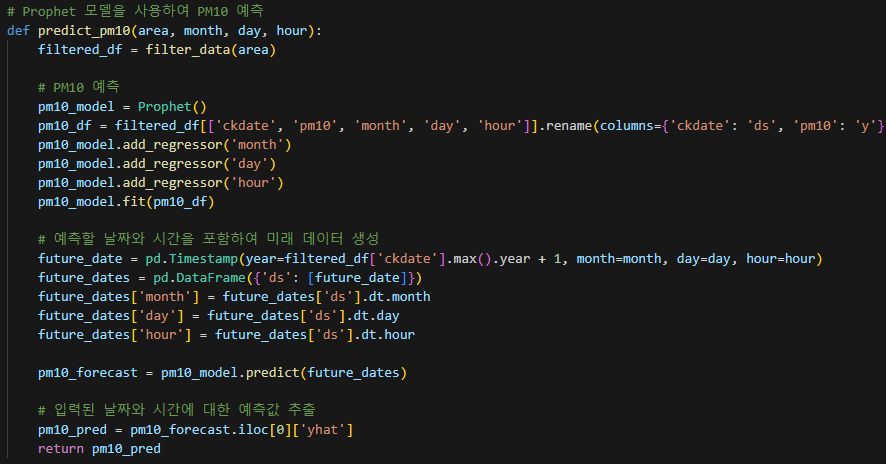 # Prophet 모델을 사용하여 PM10 예측
def predict_pm10(area, month, day, hour):
    filtered_df = filter_data(area)

    # PM10 예측
    pm10_model = Prophet()
    pm10_df = filtered_df[['ckdate', 'pm10', 'month', 'day', 'hour']].rename(columns={'ckdate': 'ds', 'pm10': 'y'}
    pm10_model.add_regressor('month')
    pm10_model.add_regressor('day')
    pm10_model.add_regressor('hour')
    pm10_model.fit(pm10_df)

    # 예측할 날짜와 시간을 포함하여 미래 데이터 생성
    future_date = pd.Timestamp(year=filtered_df['ckdate'].max().year + 1, month=month, day=day, hour=hour)
    future_dates = pd.DataFrame({'ds': [future_date]})
    future_dates['month'] = future_dates['ds'].dt.month
    future_dates['day'] = future_dates['ds'].dt.day
    future_dates['hour'] = future_dates['ds'].dt.hour

    pm10_forecast = pm10_model.predict(future_dates)

    # 입력된 날짜와 시간에 대한 예측값 추출
    pm10_pred = pm10_forecast.iloc[0]['yhat']
    return pm10_pred